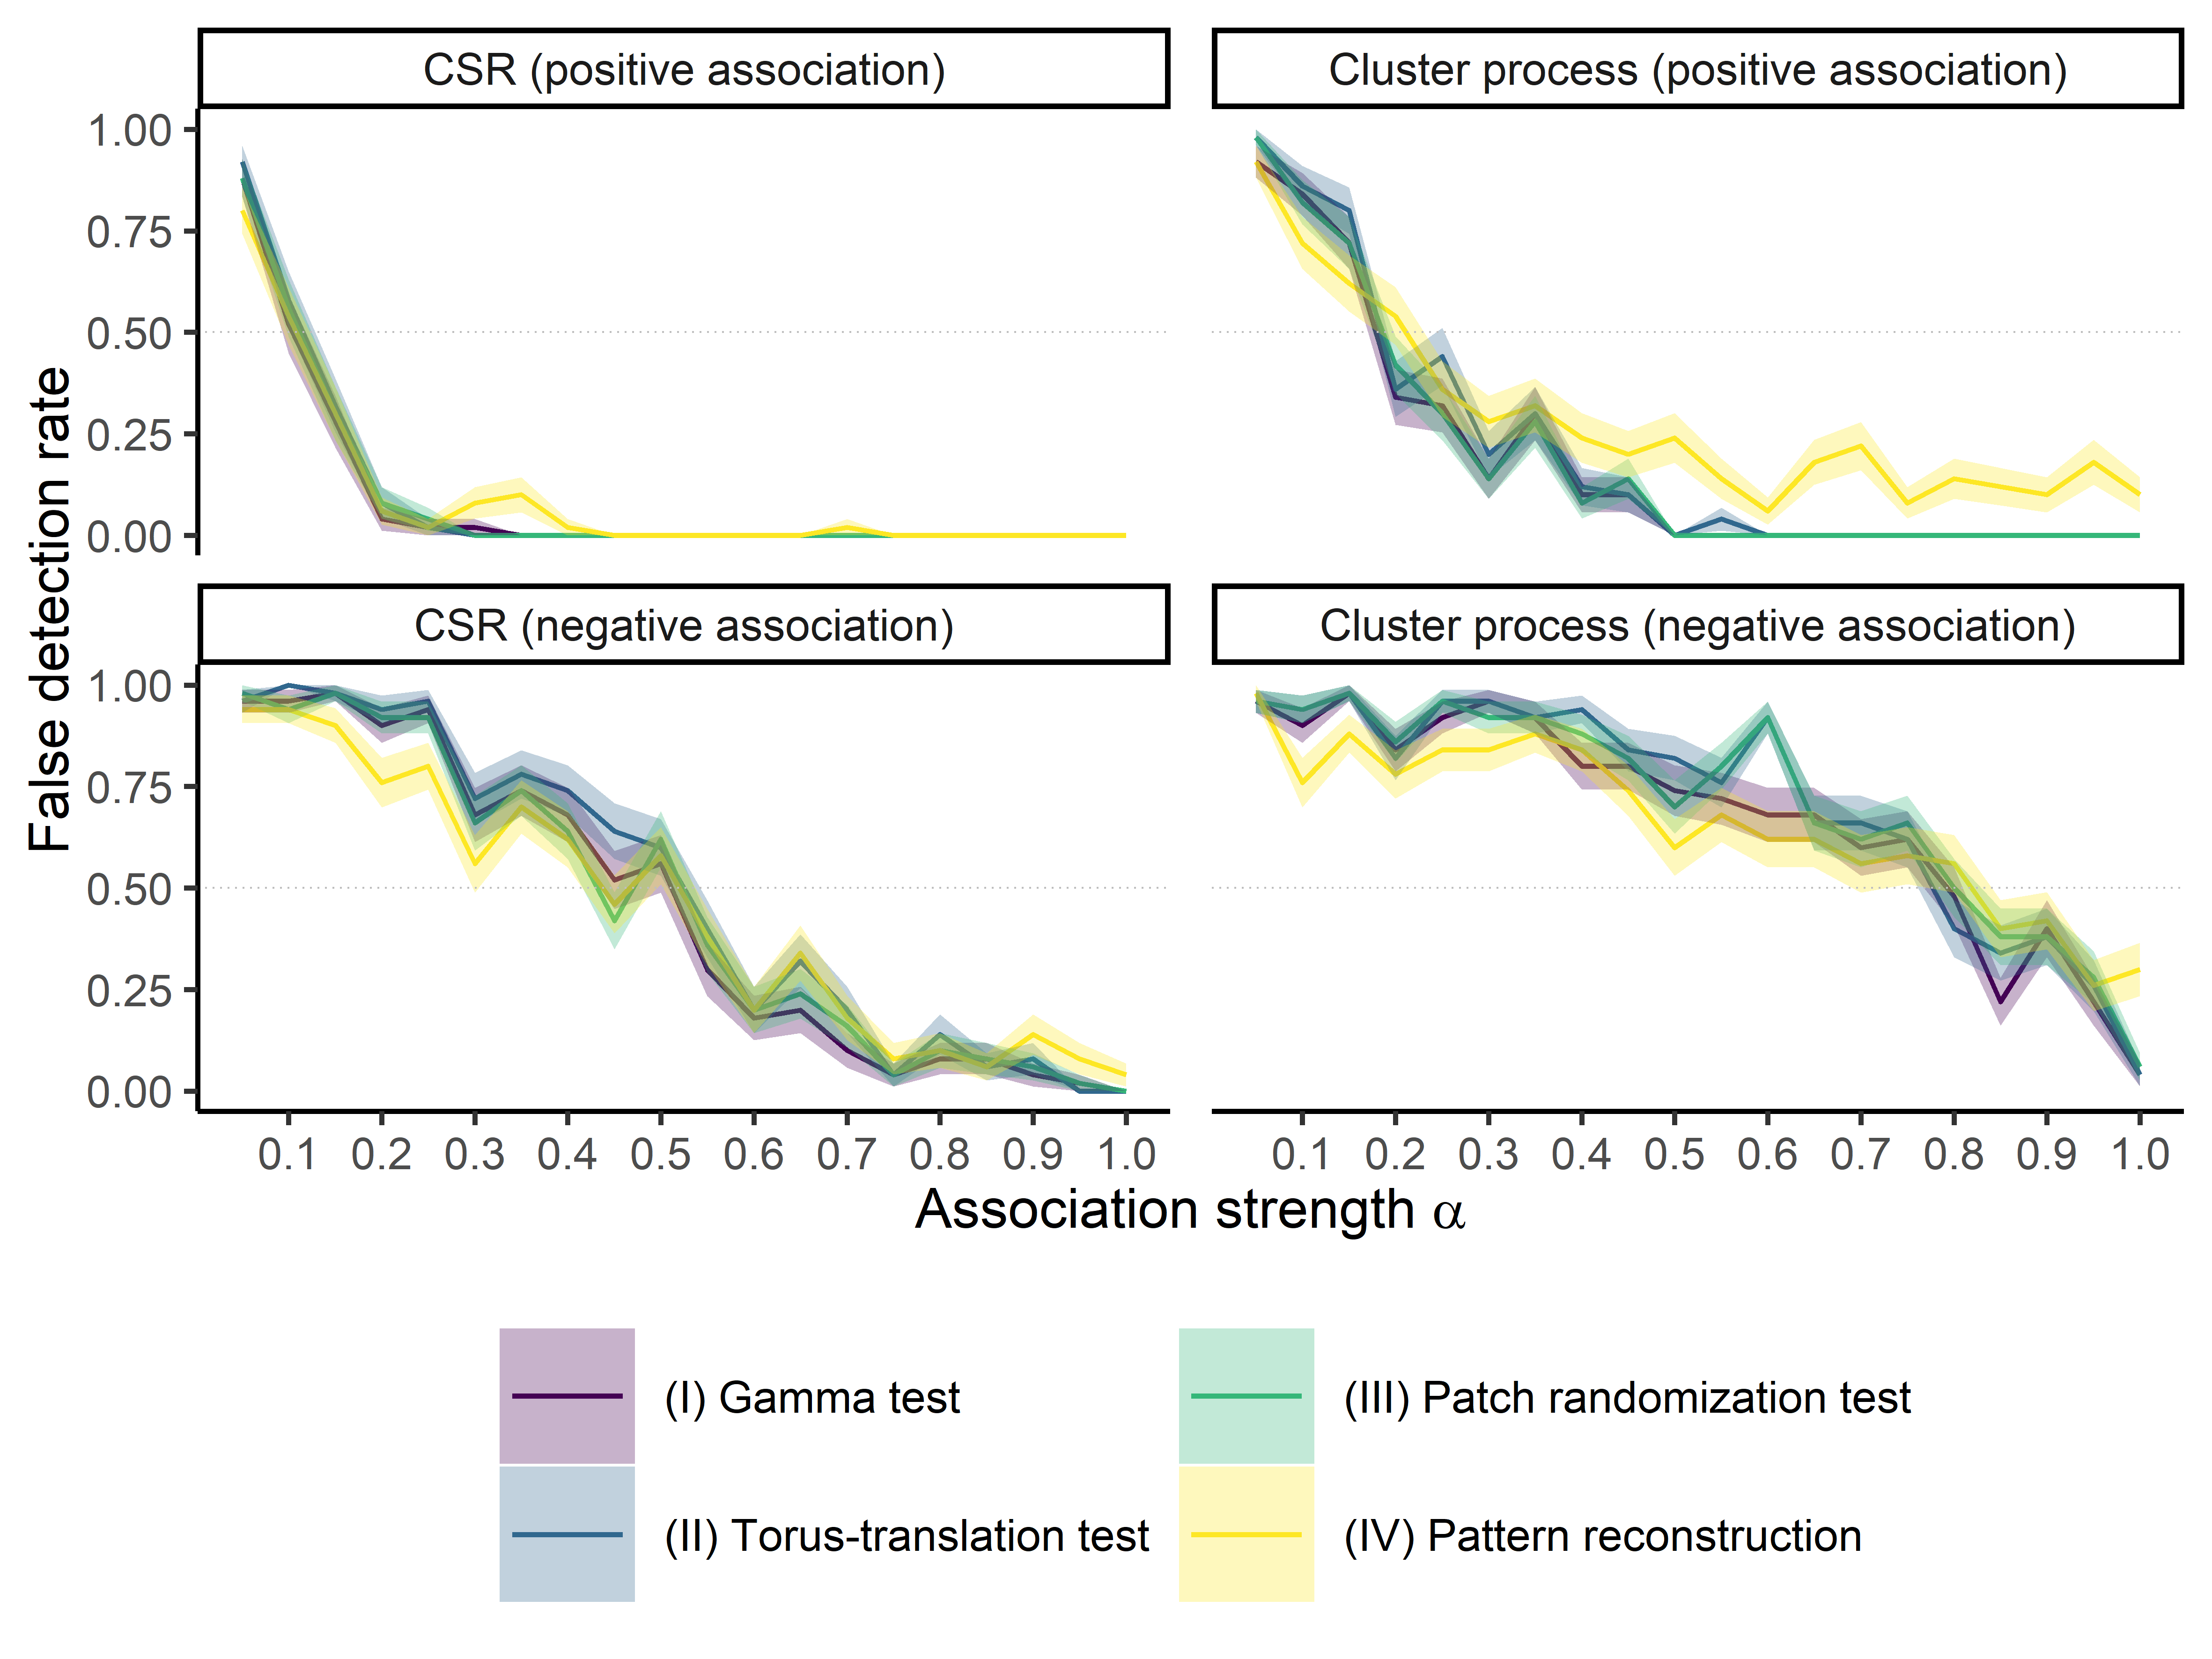 CSR (positive association)
Cluster process (positive association)
1.00
0.75
0.50
0.25
0.00
CSR (negative association)
Cluster process (negative association)
1.00
0.75
0.50
0.25
0.00
False detection rate
0.1 0.2 0.3 0.4 0.5 0.6 0.7 0.8 0.9 1.0
0.1 0.2 0.3 0.4 0.5 0.6 0.7 0.8 0.9 1.0
Association strength α
(I) Gamma test
(III) Patch randomization test
(II) Torus-translation test
(IV) Pattern reconstruction